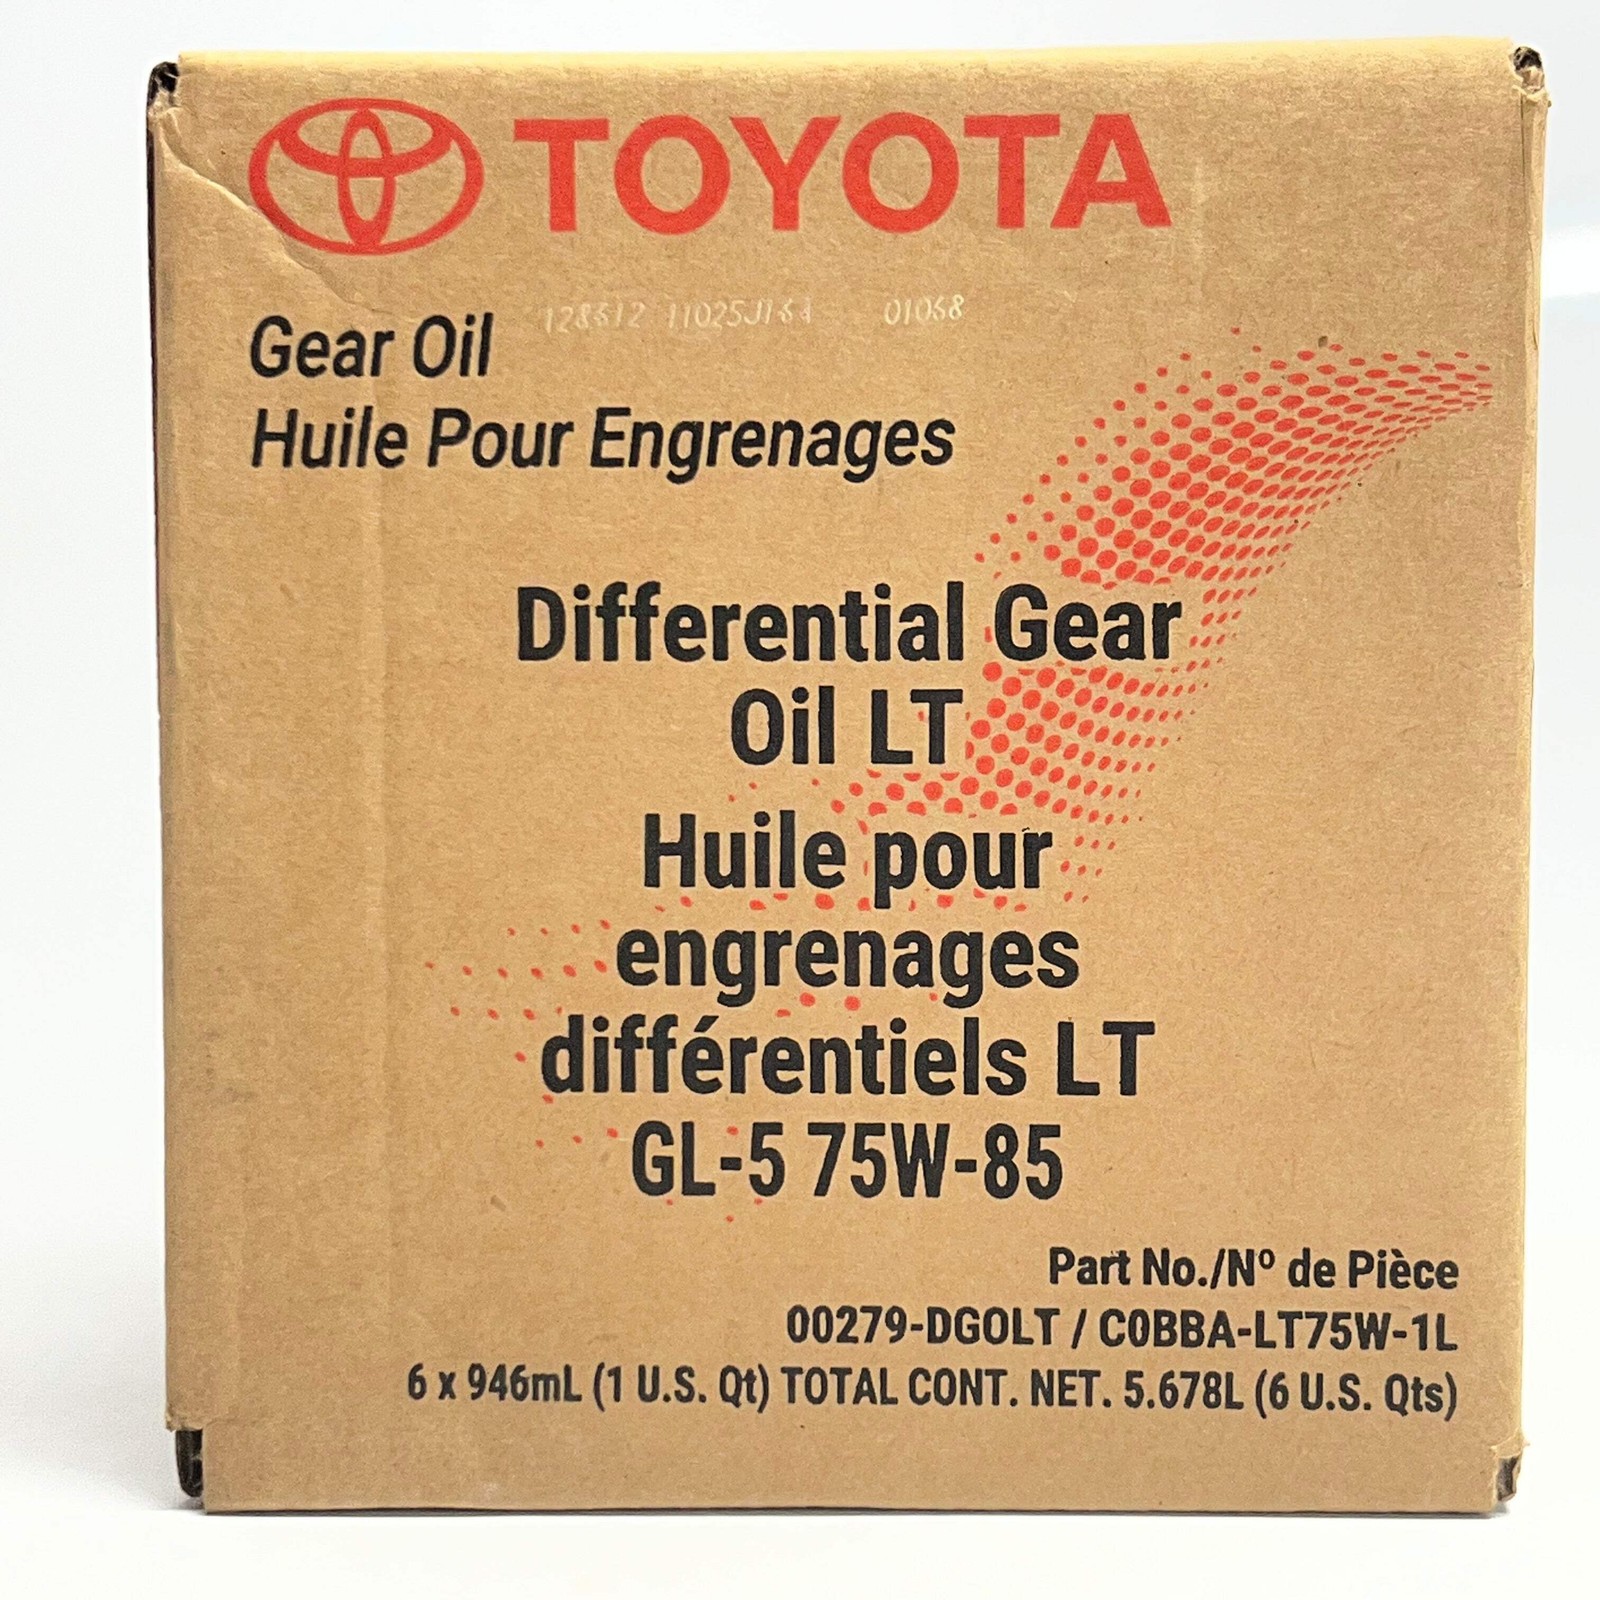 TOYOTA
Gear Oil
Huile Pour Engrenages
Differential Gear
Oil LT
Huile pour
engrenages
différentiels LT
GL-5 75W-85
Part No./Nº de Pièce
00279-DGOLT / C0BBA-LT75W-1L
6 x 946mL (1 U.S. Qt) TOTAL CONT. NET. 5.678L (6 U.S. Qts)